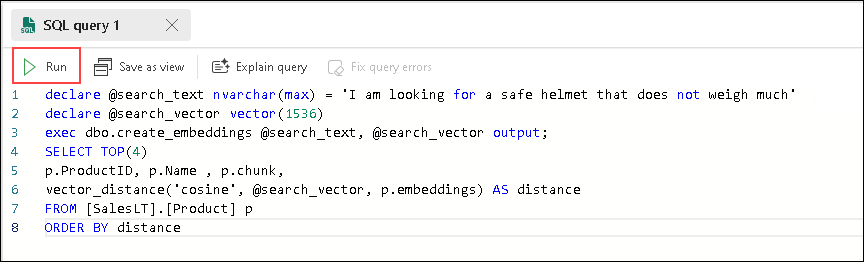 SQL SQL query 1
Run Save as view Explain query Fix query errors
1 declare @search_text nvarchar(max) = 'I am looking for a safe helmet that does not weigh much'
2 declare @search_vector vector(1536)
3 exec dbo.create_embeddings @search_text, @search_vector output;
4 SELECT TOP(4)
5 p.ProductID, p.Name , p.chunk,
6 vector_distance('cosine', @search_vector, p.embeddings) AS distance
7 FROM [SalesLT].[Product] p
8 ORDER BY distance